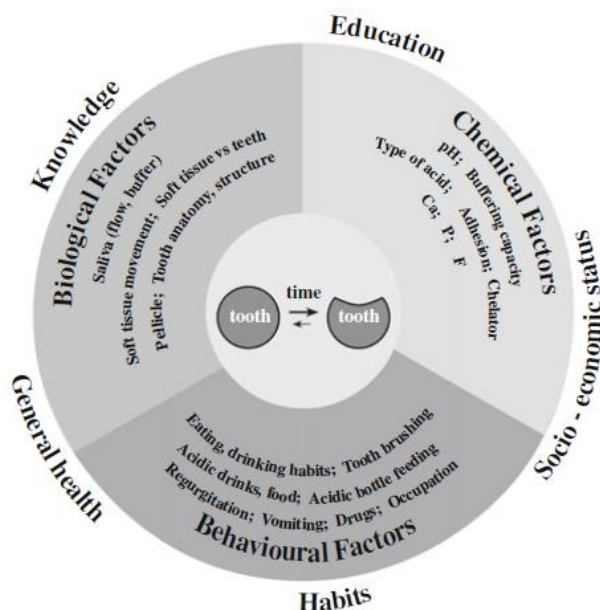 Education
Knowledge
General health
Habits
Socio - economic status
Biological Factors
Saliva (flow, buffer)
Soft tissue movement; Soft tissue vs teeth
Pellicle; Tooth anatomy, structure
Chemical Factors
pH; Buffering capacity
Type of acid; Adhesion; Chelator
Ca; P; F
time
tooth
tooth
Eating, drinking habits; Tooth brushing
Acidic drinks, food; Acidic bottle feeding
Regurgitation; Vomiting; Drugs; Occupation
Behavioural Factors